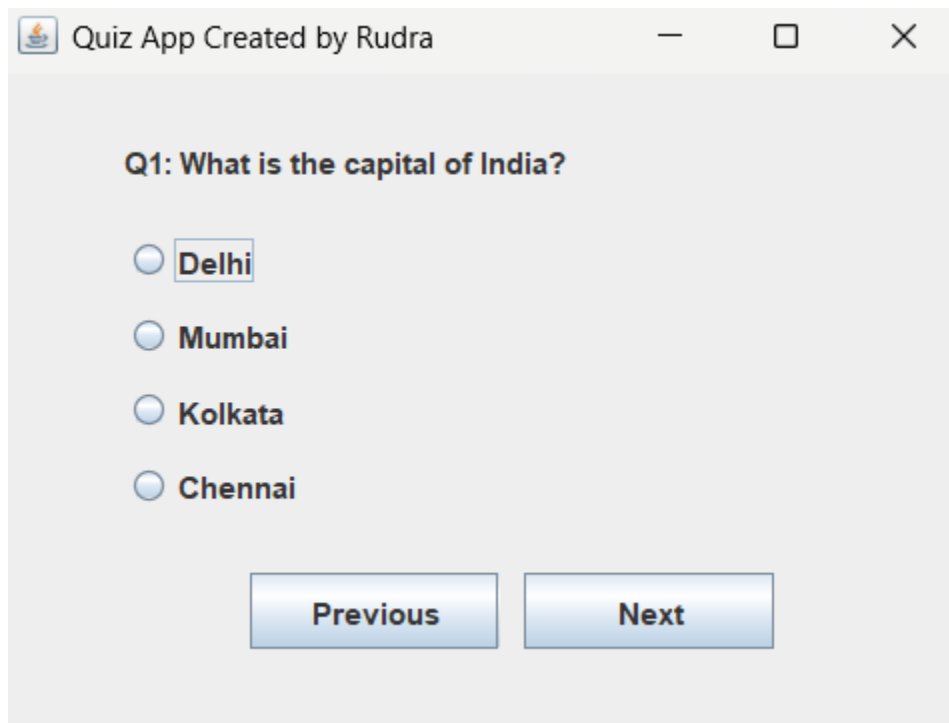 Quiz App Created by Rudra
Q1: What is the capital of India?
Delhi
Mumbai
Kolkata
Chennai
Previous
Next